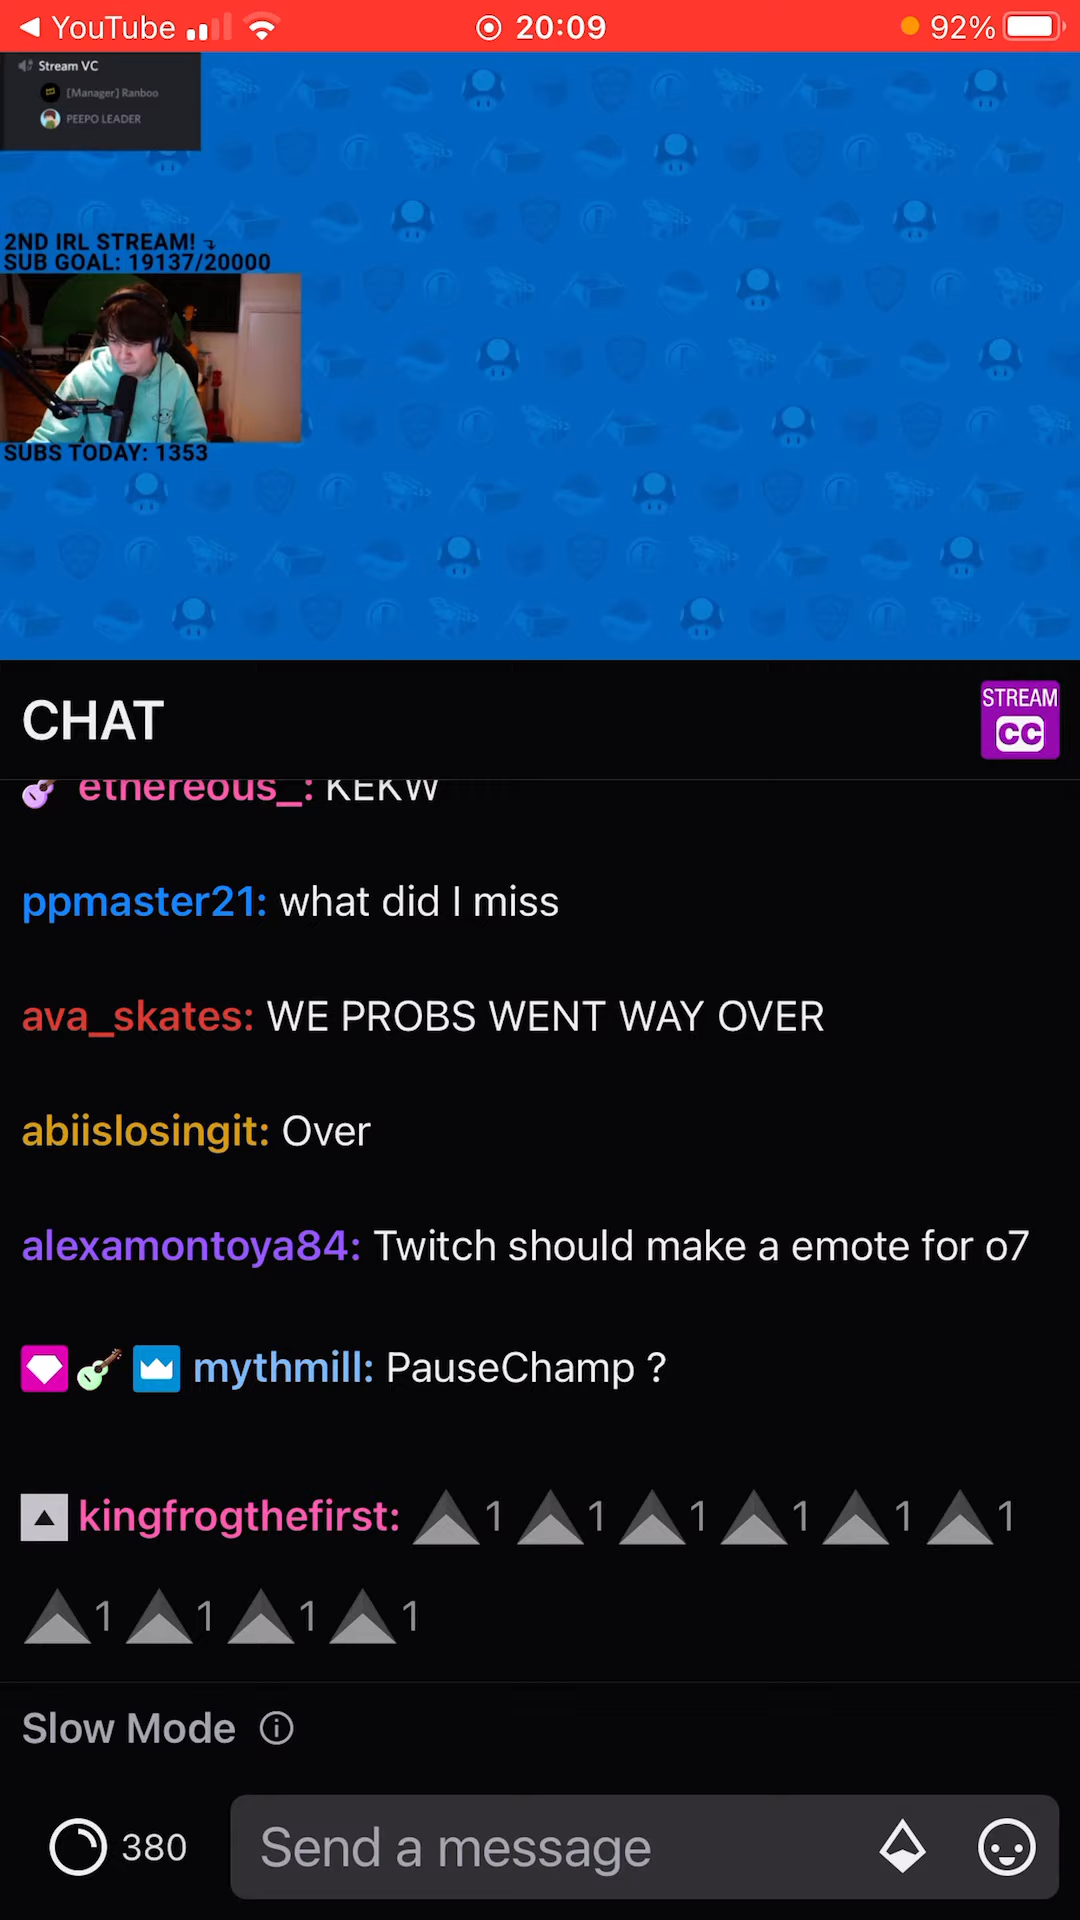 ◀ YouTube 20:09 92%
Stream VC
[Manager] Ranboo
PEEPO LEADER
2ND IRL STREAM!
SUB GOAL: 19137/20000
SUBS TODAY: 1353
CHAT
STREAM
CC
ethereous_: KEKW
ppmaster21: what did I miss
ava_skates: WE PROBS WENT WAY OVER
abiislosingit: Over
alexamontoya84: Twitch should make a emote for o7
mythmill: PauseChamp ?
kingfrogthefirst: 1 1 1 1 1 1
1 1 1 1
Slow Mode
380 Send a message